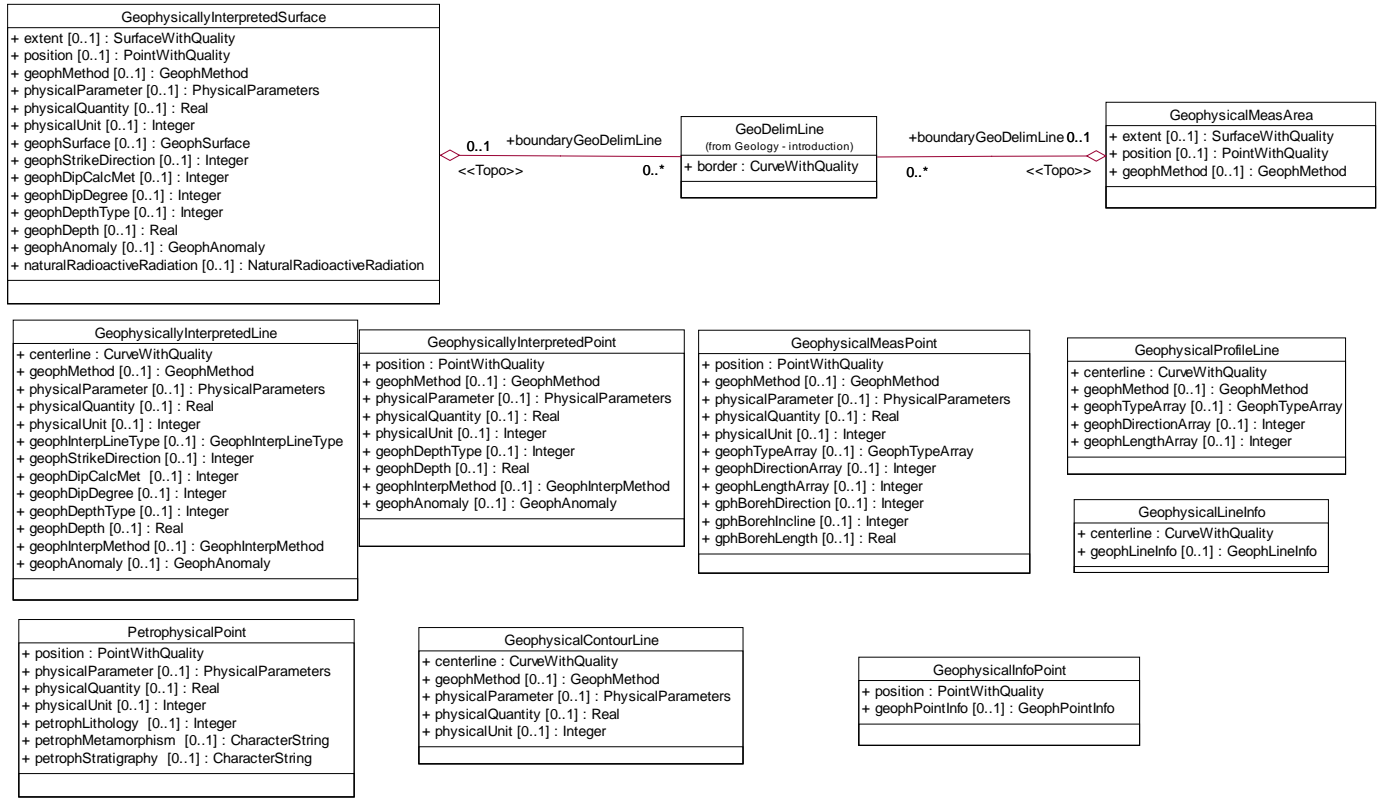 GeophysicallyInterpretedSurface
+ extent [0..1] : SurfaceWithQuality
+ position [0..1] : PointWithQuality
+ geophMethod [0..1] : GeophMethod
+ physicalParameter [0..1] : PhysicalParameters
+ physicalQuantity [0..1] : Real
+ physicalUnit [0..1] : Integer
+ geophSurface [0..1] : GeophSurface
+ geophStrikeDirection [0..1] : Integer
+ geophDipCalcMet [0..1] : Integer
+ geophDipDegree [0..1] : Integer
+ geophDepthType [0..1] : Integer
+ geophDepth [0..1] : Real
+ geophAnomaly [0..1] : GeophAnomaly
+ naturalRadioactiveRadiation [0..1] : NaturalRadioactiveRadiation
0..1
+boundaryGeoDelimLine
<<Topo>>
0..*
GeoDelimLine
(from Geology - introduction)
+ border : CurveWithQuality
+boundaryGeoDelimLine
0..1
0..*
<<Topo>>
GeophysicalMeasArea
+ extent [0..1] : SurfaceWithQuality
+ position [0..1] : PointWithQuality
+ geophMethod [0..1] : GeophMethod
GeophysicallyInterpretedLine
+ centerline : CurveWithQuality
+ geophMethod [0..1] : GeophMethod
+ physicalParameter [0..1] : PhysicalParameters
+ physicalQuantity [0..1] : Real
+ physicalUnit [0..1] : Integer
+ geophInterpLineType [0..1] : GeophInterpLineType
+ geophStrikeDirection [0..1] : Integer
+ geophDipCalcMet [0..1] : Integer
+ geophDipDegree [0..1] : Integer
+ geophDepthType [0..1] : Integer
+ geophDepth [0..1] : Real
+ geophInterpMethod [0..1] : GeophInterpMethod
+ geophAnomaly [0..1] : GeophAnomaly
GeophysicallyInterpretedPoint
+ position : PointWithQuality
+ geophMethod [0..1] : GeophMethod
+ physicalParameter [0..1] : PhysicalParameters
+ physicalQuantity [0..1] : Real
+ physicalUnit [0..1] : Integer
+ geophDepthType [0..1] : Integer
+ geophDepth [0..1] : Real
+ geophInterpMethod [0..1] : GeophInterpMethod
+ geophAnomaly [0..1] : GeophAnomaly
GeophysicalMeasPoint
+ position : PointWithQuality
+ geophMethod [0..1] : GeophMethod
+ physicalParameter [0..1] : PhysicalParameters
+ physicalQuantity [0..1] : Real
+ physicalUnit [0..1] : Integer
+ geophTypeArray [0..1] : GeophTypeArray
+ geophDirectionArray [0..1] : Integer
+ geophLengthArray [0..1] : Integer
+ gphBorehDirection [0..1] : Integer
+ gphBorehIncline [0..1] : Integer
+ gphBorehLength [0..1] : Real
GeophysicalProfileLine
+ centerline : CurveWithQuality
+ geophMethod [0..1] : GeophMethod
+ geophTypeArray [0..1] : GeophTypeArray
+ geophDirectionArray [0..1] : Integer
+ geophLengthArray [0..1] : Integer
GeophysicalLineInfo
+ centerline : CurveWithQuality
+ geophLineInfo [0..1] : GeophLineInfo
PetrophysicalPoint
+ position : PointWithQuality
+ physicalParameter [0..1] : PhysicalParameters
+ physicalQuantity [0..1] : Real
+ physicalUnit [0..1] : Integer
+ petrophLithology [0..1] : Integer
+ petrophMetamorphism [0..1] : CharacterString
+ petrophStratigraphy [0..1] : CharacterString
GeophysicalContourLine
+ centerline : CurveWithQuality
+ geophMethod [0..1] : GeophMethod
+ physicalParameter [0..1] : PhysicalParameters
+ physicalQuantity [0..1] : Real
+ physicalUnit [0..1] : Integer
GeophysicalInfoPoint
+ position : PointWithQuality
+ geophPointInfo [0..1] : GeophPointInfo